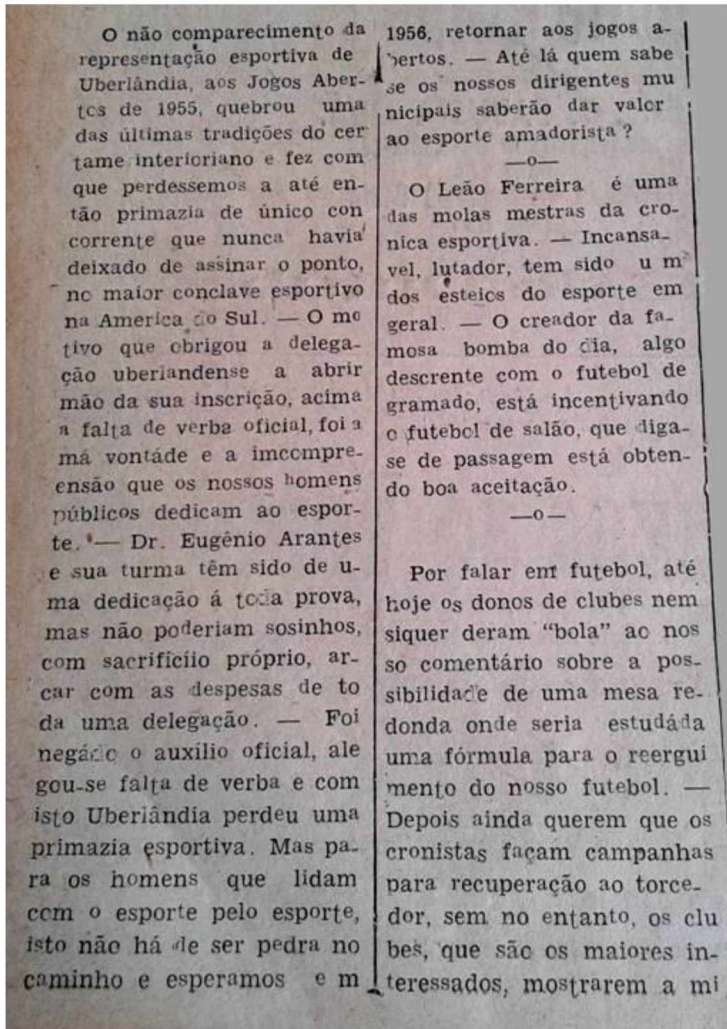 O não comparecimento da
representação esportiva de
Uberlândia, aos Jogos Aber-
tos de 1955, quebrou uma
das últimas tradições do cer
tame interiorano e fez com
que perdessemos a até en-
tão primazia de único con
corrente que nunca havia
deixado de assinar o ponto,
no maior conclave esportivo
na America do Sul. — O mo
tivo que obrigou a delega-
ção uberlandense a abrir
mão da sua inscrição, acima
a falta de verba oficial, foi a
má vontáde e a imcompre-
ensão que os nossos homens
públicos dedicam ao espor-
te. — Dr. Eugênio Arantes
e sua turma têm sido de u-
ma dedicação á toda prova,
mas não poderiam sosinhos,
com sacrifíciio próprio, ar-
car com as despesas de to
da uma delegação. — Foi
negádo o auxílio oficial, ale
gou-se falta de verba e com
isto Uberlândia perdeu uma
primazia esportiva. Mas pa-
ra os homens que lidam
com o esporte pelo esporte,
isto não há de ser pedra no
caminho e esperamos e m
1956, retornar aos jogos a-
bertos. — Até lá quem sabe
se os nossos dirigentes mu
nicipais saberão dar valor
ao esporte amadorista?
—o—
O Leão Ferreira é uma
das molas mestras da cro-
nica esportiva. — Incansa-
vel, lutador, tem sido u m
dos esteios do esporte em
geral. — O creador da fa-
mosa bomba do dia, algo
descrente com o futebol de
gramado, está incentivando
o futebol de salão, que diga-
se de passagem está obten-
do boa aceitação.
—o—
Por falar em futebol, até
hoje os donos de clubes nem
siquer deram "bola" ao nos
so comentário sobre a pos-
sibilidade de uma mesa re-
donda onde seria estudáda
uma fórmula para o reergui
mento do nosso futebol. —
Depois ainda querem que os
cronistas façam campanhas
para recuperação ao torce-
dor, sem no entanto, os clu
bes, que são os maiores in-
teressados, mostrarem a mi